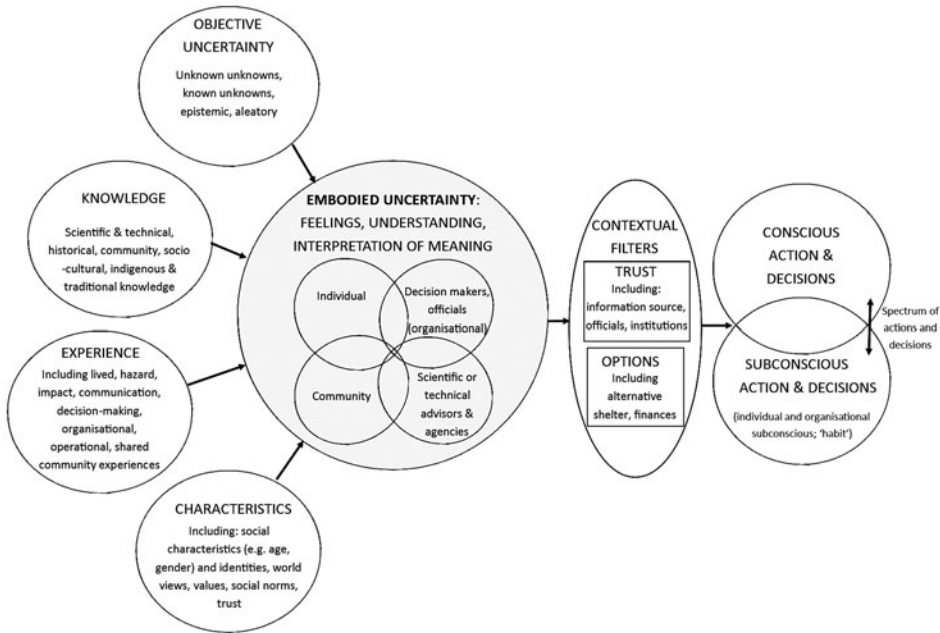 OBJECTIVE
UNCERTAINTY
Unknown unknowns,
known unknowns,
epistemic, aleatory
KNOWLEDGE
Scientific & technical,
historical, community, socio
-cultural, indigenous &
traditional knowledge
EXPERIENCE
Including lived, hazard,
impact, communication,
decision-making,
organisational,
operational, shared
community experiences
CHARACTERISTICS
Including: social
characteristics (e.g. age,
gender) and identities, world
views, values, social norms,
trust
EMBODIED UNCERTAINTY:
FEELINGS, UNDERSTANDING,
INTERPRETATION OF MEANING
Individual
Decision makers,
officials
(organisational)
Community
Scientific or
technical
advisors &
agencies
CONTEXTUAL
FILTERS
TRUST
Including:
information source,
officials, institutions
OPTIONS
Including
alternative
shelter, finances
CONSCIOUS
ACTION &
DECISIONS
Spectrum of
actions and
decisions
SUBCONSCIOUS
ACTION & DECISIONS
(individual and organisational
subconscious; ‘habit’)